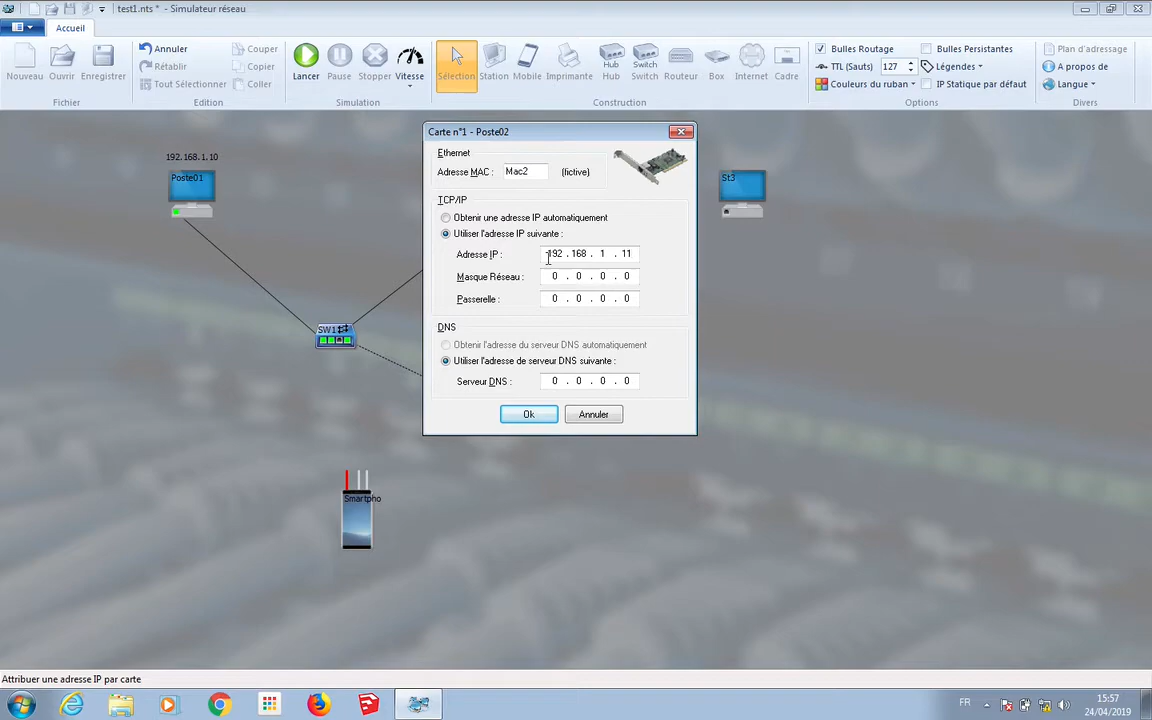 test1.nts * - Simulateur réseau
Accueil
Nouveau
Ouvrir
Enregistrer
Fichier
Annuler
Rétablir
Tout Sélectionner
Couper
Copier
Coller
Edition
Lancer
Pause
Stopper
Vitesse
Simulation
Sélection
Station
Mobile
Imprimante
Hub
Hub
Switch
Switch
Routeur
Box
Internet
Cadre
Construction
Bulles Routage
Bulles Persistantes
TTL (Sauts) 127
Légendes
Couleurs du ruban
IP Statique par défaut
Options
Plan d'adressage
A propos de
Langue
Divers
192.168.1.10
Poste01
SW1
Smartpho
St3
Carte n°1 - Poste02
Ethernet
Adresse MAC : Mac2 (fictive)
TCP/IP
Obtenir une adresse IP automatiquement
Utiliser l'adresse IP suivante :
Adresse IP : 192 . 168 . 1 . 11
Masque Réseau : 0 . 0 . 0 . 0
Passerelle : 0 . 0 . 0 . 0
DNS
Obtenir l'adresse du serveur DNS automatiquement
Utiliser l'adresse de serveur DNS suivante :
Serveur DNS : 0 . 0 . 0 . 0
Ok
Annuler
Attribuer une adresse IP par carte
FR
15:57
24/04/2019